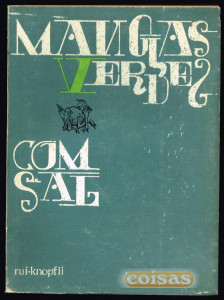 MANGAS
VERDES
COM
SAL
rui-knopfli
coisas